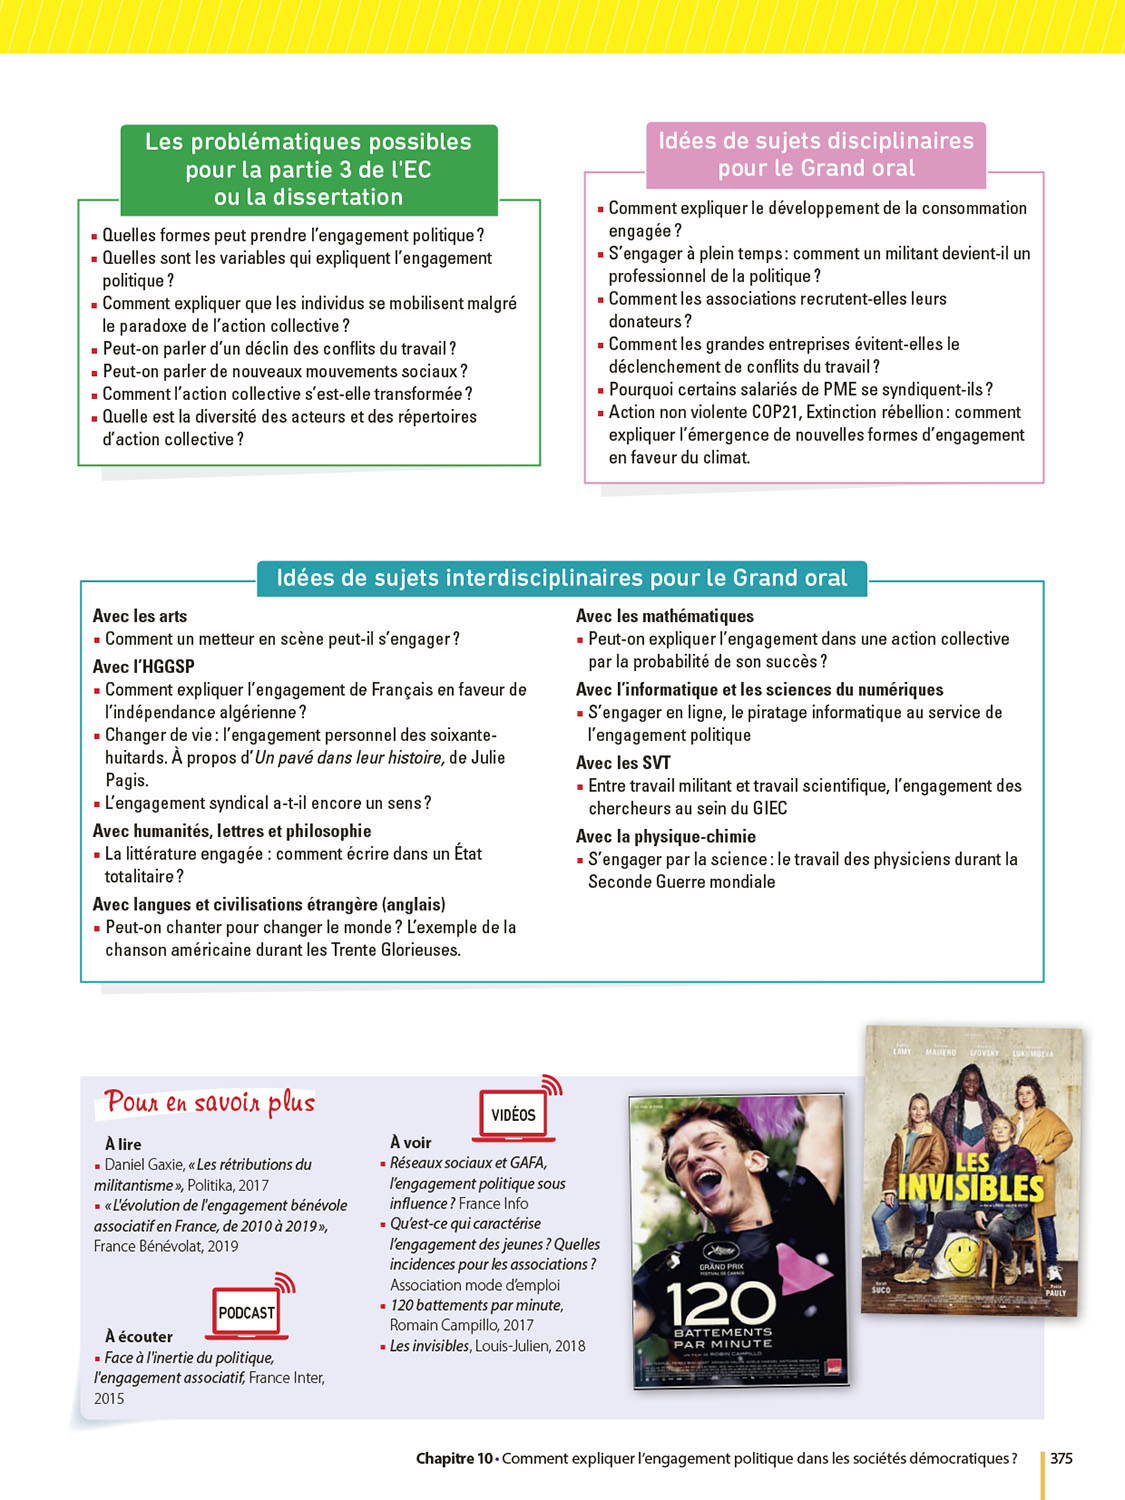 Les problématiques possibles
pour la partie 3 de l'EC
ou la dissertation
▪ Quelles formes peut prendre l'engagement politique ?
▪ Quelles sont les variables qui expliquent l'engagement
politique ?
▪ Comment expliquer que les individus se mobilisent malgré
le paradoxe de l'action collective ?
▪ Peut-on parler d'un déclin des conflits du travail ?
▪ Peut-on parler de nouveaux mouvements sociaux ?
▪ Comment l'action collective s'est-elle transformée ?
▪ Quelle est la diversité des acteurs et des répertoires
d'action collective ?
Idées de sujets disciplinaires
pour le Grand oral
▪ Comment expliquer le développement de la consommation
engagée ?
▪ S'engager à plein temps : comment un militant devient-il un
professionnel de la politique ?
▪ Comment les associations recrutent-elles leurs
donateurs ?
▪ Comment les grandes entreprises évitent-elles le
déclenchement de conflits du travail ?
▪ Pourquoi certains salariés de PME se syndiquent-ils ?
▪ Action non violente COP21, Extinction rébellion : comment
expliquer l'émergence de nouvelles formes d'engagement
en faveur du climat.
Idées de sujets interdisciplinaires pour le Grand oral
Avec les arts
▪ Comment un metteur en scène peut-il s'engager ?
Avec l'HGGSP
▪ Comment expliquer l'engagement de Français en faveur de
l'indépendance algérienne ?
▪ Changer de vie : l'engagement personnel des soixante-
huitards. À propos d'Un pavé dans leur histoire, de Julie
Pagis.
▪ L'engagement syndical a-t-il encore un sens ?
Avec humanités, lettres et philosophie
▪ La littérature engagée : comment écrire dans un État
totalitaire ?
Avec langues et civilisations étrangère (anglais)
▪ Peut-on chanter pour changer le monde ? L'exemple de la
chanson américaine durant les Trente Glorieuses.
Avec les mathématiques
▪ Peut-on expliquer l'engagement dans une action collective
par la probabilité de son succès ?
Avec l'informatique et les sciences du numériques
▪ S'engager en ligne, le piratage informatique au service de
l'engagement politique
Avec les SVT
▪ Entre travail militant et travail scientifique, l'engagement des
chercheurs au sein du GIEC
Avec la physique-chimie
▪ S'engager par la science : le travail des physiciens durant la
Seconde Guerre mondiale
Pour en savoir plus
À lire
▪ Daniel Gaxie, « Les rétributions du
militantisme », Politika, 2017
▪ « L'évolution de l'engagement bénévole
associatif en France, de 2010 à 2019 »,
France Bénévolat, 2019
PODCAST
À écouter
▪ Face à l'inertie du politique,
l'engagement associatif, France Inter,
2015
VIDÉOS
À voir
▪ Réseaux sociaux et GAFA,
l'engagement politique sous
influence ? France Info
▪ Qu'est-ce qui caractérise
l'engagement des jeunes ? Quelles
incidences pour les associations ?
Association mode d'emploi
▪ 120 battements par minute,
Romain Campillo, 2017
▪ Les invisibles, Louis-Julien, 2018
GRAND PRIX
FESTIVAL DE CANNES
120
BATTEMENTS
PAR MINUTE
UN FILM DE ROBIN CAMPILLO
LAMY
LVOVSKY
LES
INVISIBLES
SUCO
PAULY
Chapitre 10 • Comment expliquer l'engagement politique dans les sociétés démocratiques ?
375